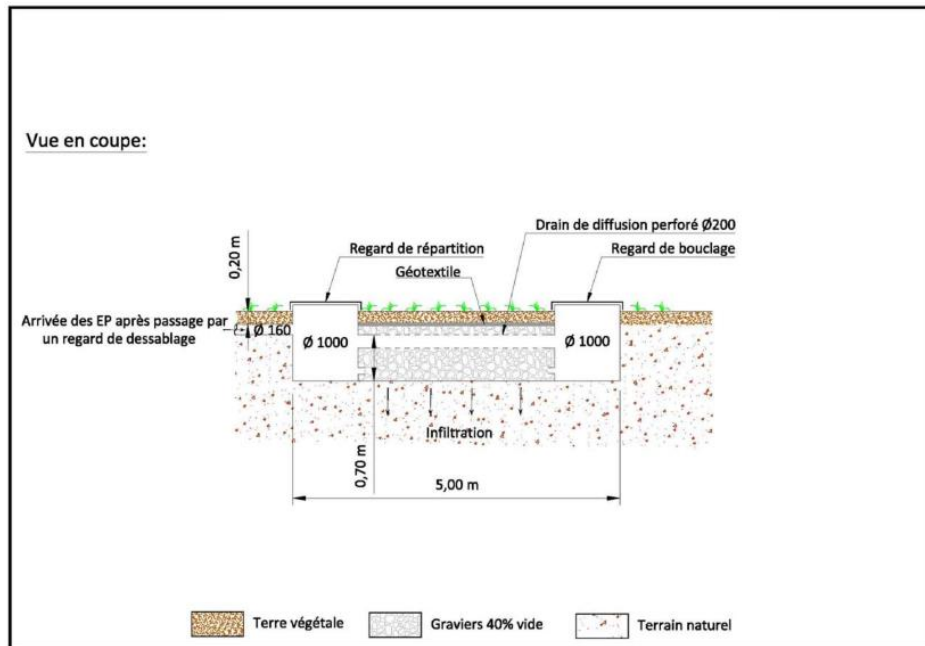 Vue en coupe:
Drain de diffusion perforé Ø200
Regard de répartition
Regard de bouclage
Géotextile
0,20 m
Arrivée des EP après passage par
un regard de dessablage
Ø 160
Ø 1000
Ø 1000
Infiltration
0,70 m
5,00 m
Terre végétale
Graviers 40% vide
Terrain naturel